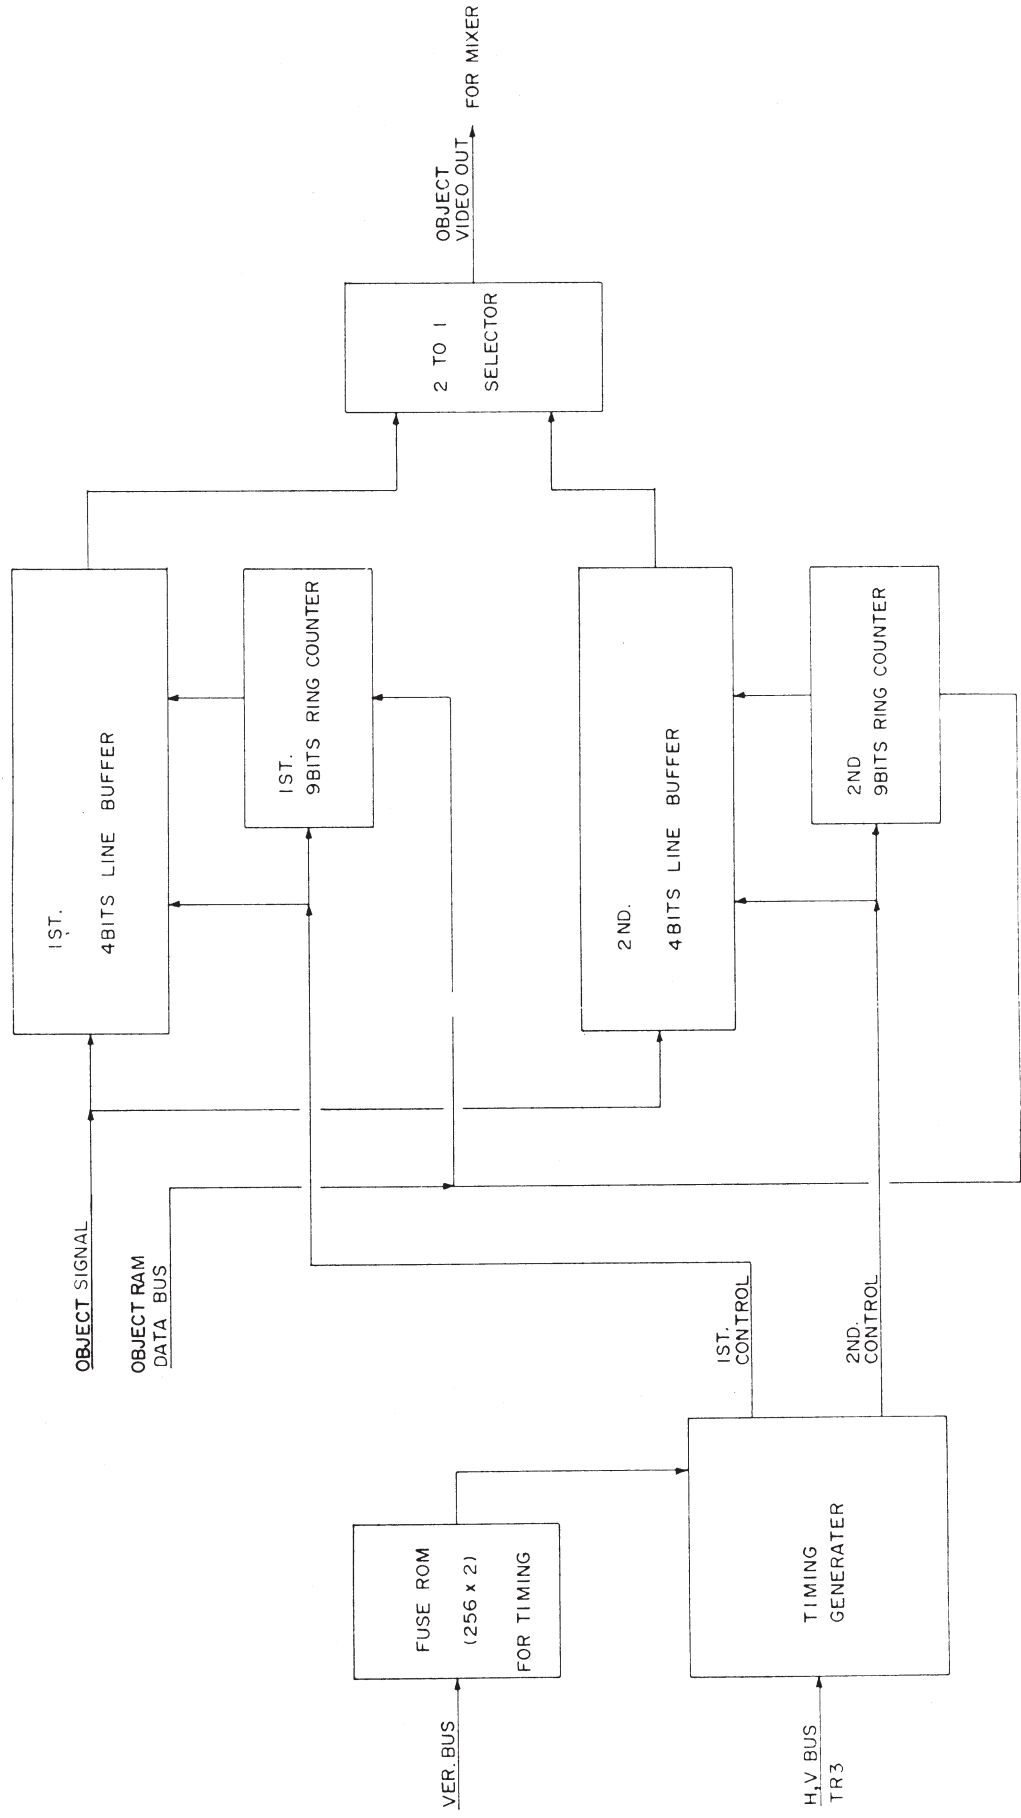 OBJECT SIGNAL
OBJECT RAM
DATA BUS
VER. BUS
H,V BUS
TR3
FUSE ROM
(256 x 2)
FOR TIMING
TIMING
GENERATER
1ST.
CONTROL
2ND.
CONTROL
1ST.
4BITS LINE BUFFER
1ST.
9BITS RING COUNTER
2ND.
4BITS LINE BUFFER
2ND
9BITS RING COUNTER
2 TO 1
SELECTOR
OBJECT
VIDEO OUT
FOR MIXER